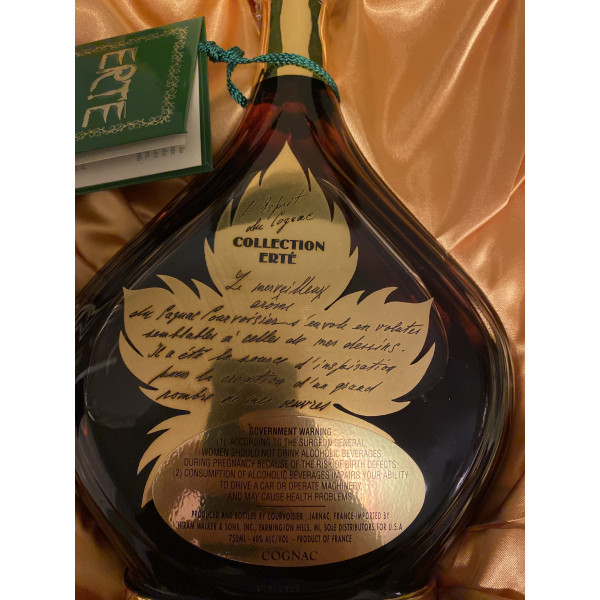 ERTÉ
L'Esprit
du Cognac
COLLECTION
ERTÉ
Le merveilleux
arôme
du Cognac Courvoisier s'envole en volutes
semblables à celles de mes dessins.
Il a été la source d'inspiration
pour la création d'un grand
nombre de mes œuvres
GOVERNMENT WARNING:
(1) ACCORDING TO THE SURGEON GENERAL,
WOMEN SHOULD NOT DRINK ALCOHOLIC BEVERAGES
DURING PREGNANCY BECAUSE OF THE RISK OF BIRTH DEFECTS.
(2) CONSUMPTION OF ALCOHOLIC BEVERAGES IMPAIRS YOUR ABILITY
TO DRIVE A CAR OR OPERATE MACHINERY,
AND MAY CAUSE HEALTH PROBLEMS.
PRODUCED AND BOTTLED BY COURVOISIER, JARNAC, FRANCE-IMPORTED BY
HIRAM WALKER & SONS, INC., FARMINGTON HILLS, MI, SOLE DISTRIBUTORS FOR U.S.A
750ML - 40% ALC/VOL - PRODUCT OF FRANCE
COGNAC